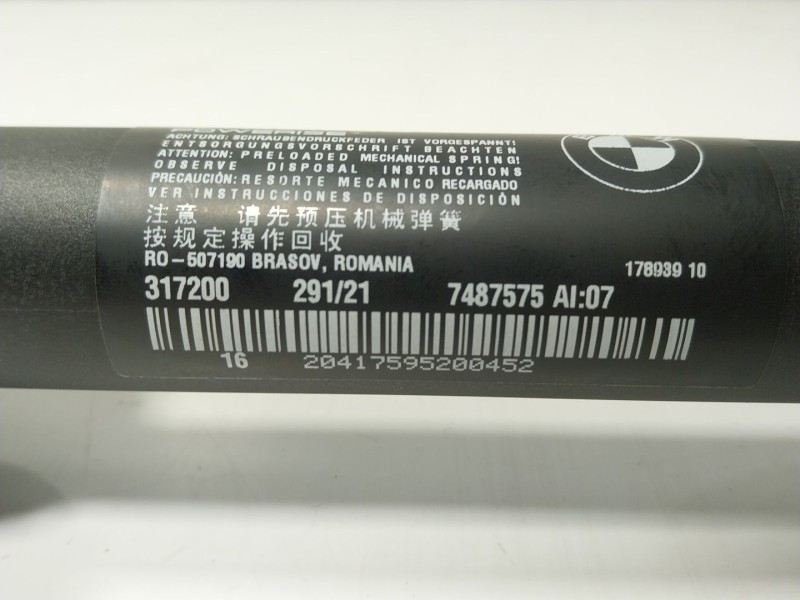 POWERISE
ACHTUNG: SCHRAUBENDRUCKFEDER IST VORGESPANNT!
ENTSORGUNGSVORSCHRIFT BEACHTEN
ATTENTION: PRELOADED MECHANICAL SPRING!
OBSERVE DISPOSAL INSTRUCTIONS
PRECAUCIÓN: RESORTE MECANICO RECARGADO
VER INSTRUCCIONES DE DISPOSICIÓN
注意 请先预压机械弹簧
按规定操作回收
RO-507190 BRASOV, ROMANIA
178939 10
317200 291/21 7487575 AI:07
16 20417595200452